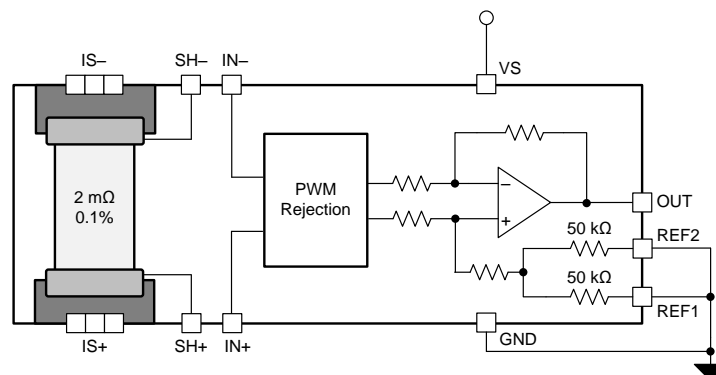 IS–
SH–
IN–
VS
2 mΩ
0.1%
PWM
Rejection
–
+
OUT
50 kΩ
REF2
50 kΩ
REF1
GND
IS+
SH+
IN+